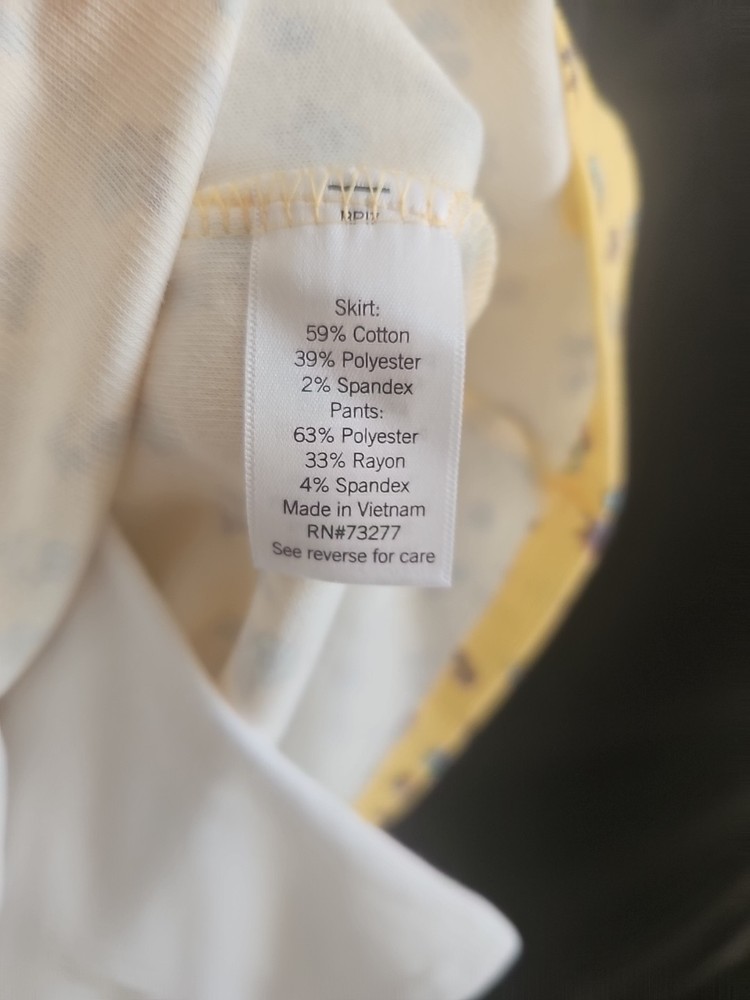 Skirt:
59% Cotton
39% Polyester
2% Spandex
Pants:
63% Polyester
33% Rayon
4% Spandex
Made in Vietnam
RN#73277
See reverse for care